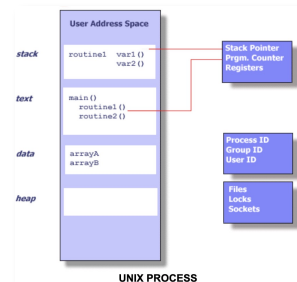 User Address Space
stack
routine1 var1()
var2()
Stack Pointer
Prgm. Counter
Registers
text
main()
routine1()
routine2()
data
arrayA
arrayB
Process ID
Group ID
User ID
heap
Files
Locks
Sockets
UNIX PROCESS